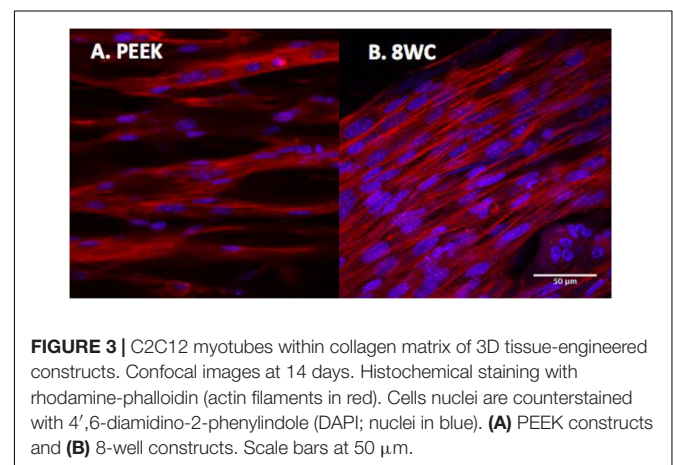 A. PEEK
B. 8WC
50 µm
FIGURE 3 | C2C12 myotubes within collagen matrix of 3D tissue-engineered
constructs. Confocal images at 14 days. Histochemical staining with
rhodamine-phalloidin (actin filaments in red). Cells nuclei are counterstained
with 4′,6-diamidino-2-phenylindole (DAPI; nuclei in blue). (A) PEEK constructs
and (B) 8-well constructs. Scale bars at 50 µm.